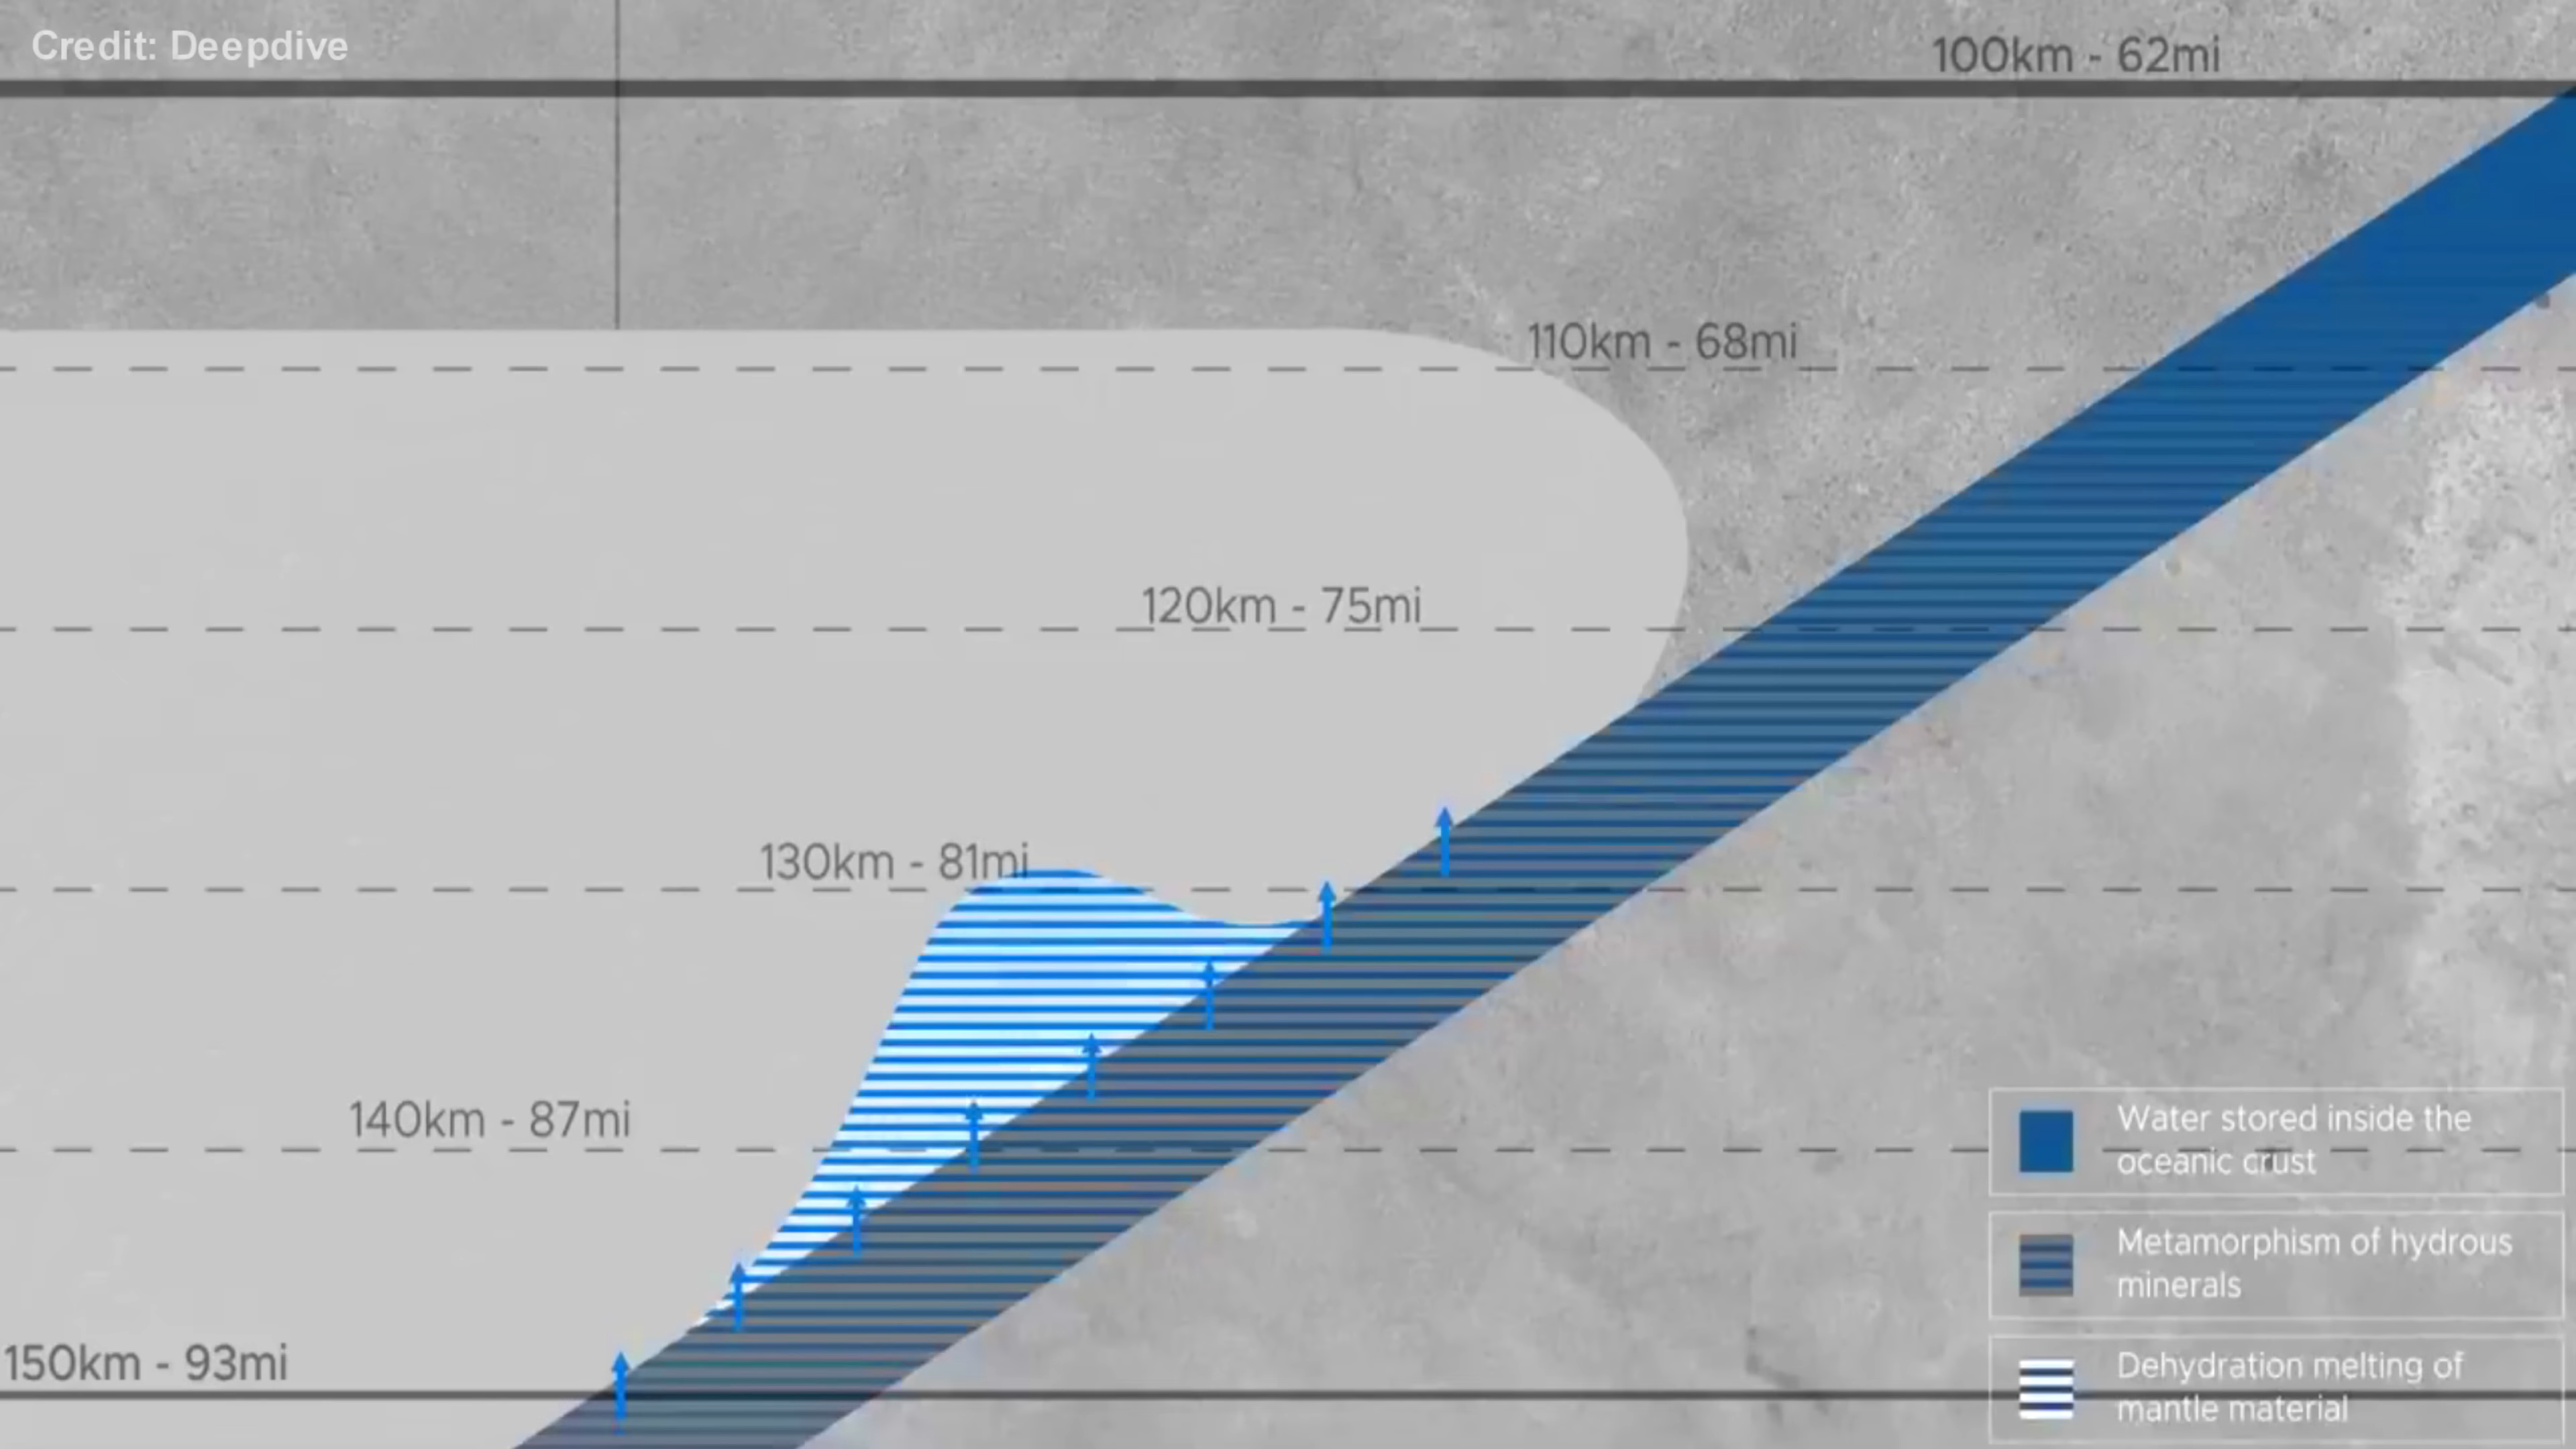 Credit: Deepdive
100km - 62mi
110km - 68mi
120km - 75mi
130km - 81mi
140km - 87mi
150km - 93mi
Water stored inside the
oceanic crust
Metamorphism of hydrous
minerals
Dehydration melting of
mantle material